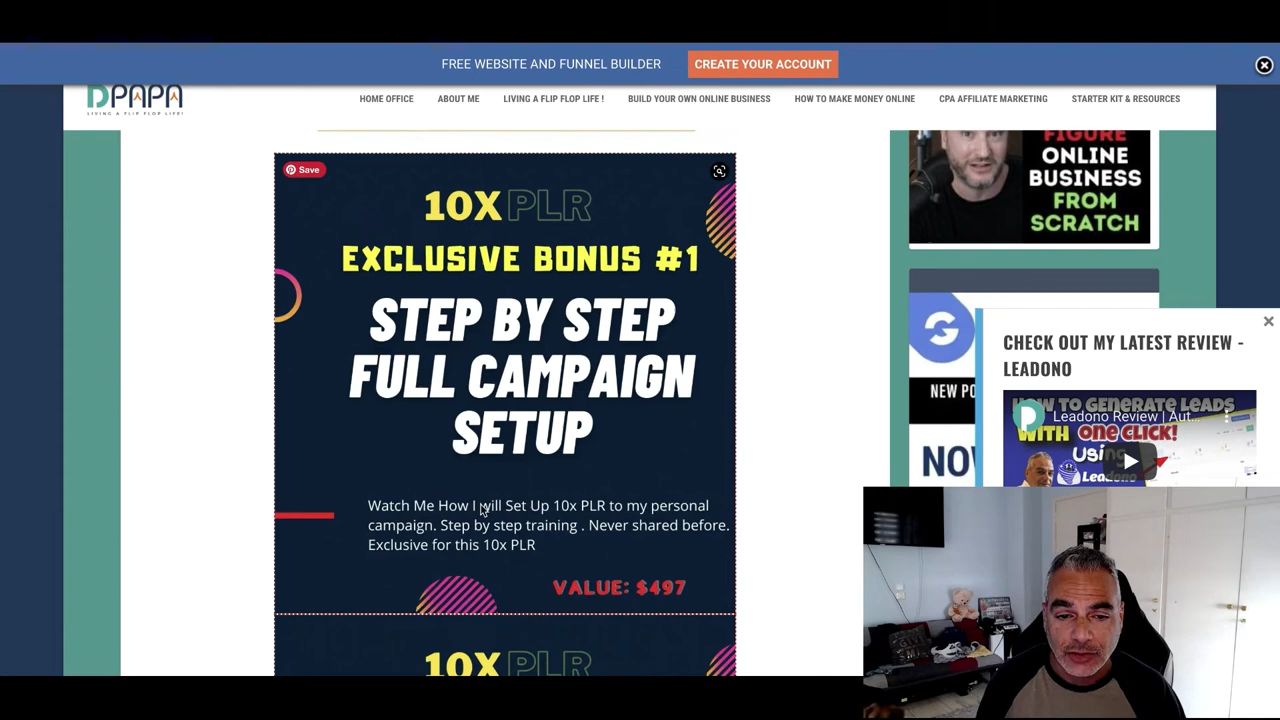 FREE WEBSITE AND FUNNEL BUILDER
CREATE YOUR ACCOUNT
DPAPA
LIVING A FLIP FLOP LIFE!
HOME OFFICE
ABOUT ME
LIVING A FLIP FLOP LIFE !
BUILD YOUR OWN ONLINE BUSINESS
HOW TO MAKE MONEY ONLINE
CPA AFFILIATE MARKETING
STARTER KIT & RESOURCES
Save
10X PLR
EXCLUSIVE BONUS #1
STEP BY STEP
FULL CAMPAIGN
SETUP
Watch Me How I will Set Up 10x PLR to my personal
campaign. Step by step training . Never shared before.
Exclusive for this 10x PLR
VALUE: $497
10X PLR
FIGURE
ONLINE
BUSINESS
FROM
SCRATCH
NEW PO
NOW
CHECK OUT MY LATEST REVIEW -
LEADONO
HOW TO GENERATE LEADS
Leadono Review | Aut...
WITH ONE CLICK!
Using
Leadono